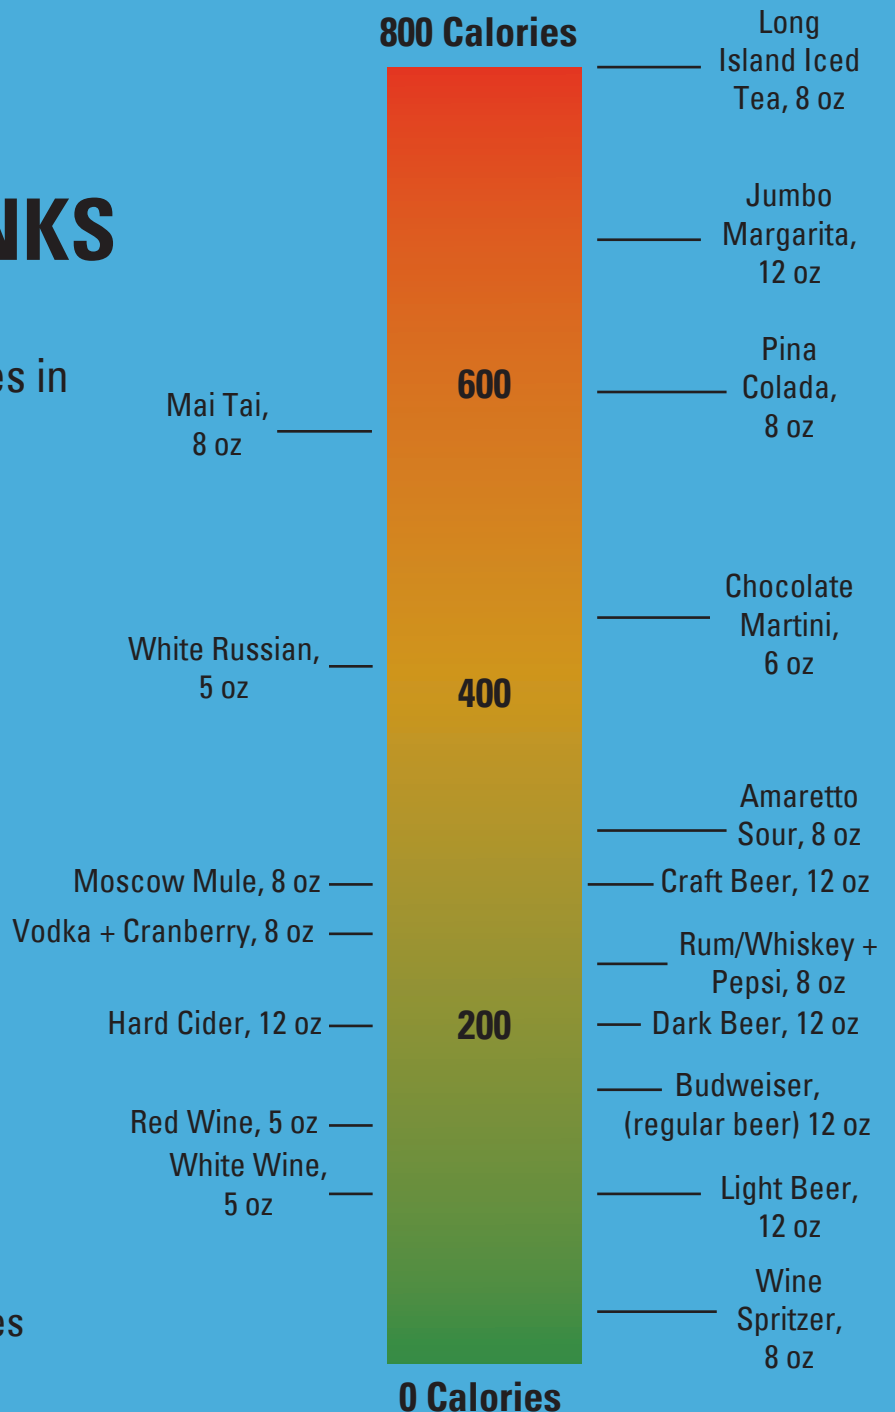 800 Calories
Long
Island Iced
Tea, 8 oz
NKS
Jumbo
Margarita,
12 oz
es in
Mai Tai,
8 oz
600
Pina
Colada,
8 oz
Chocolate
Martini,
6 oz
White Russian,
5 oz
400
Amaretto
Sour, 8 oz
Moscow Mule, 8 oz
Craft Beer, 12 oz
Vodka + Cranberry, 8 oz
Rum/Whiskey +
Pepsi, 8 oz
Hard Cider, 12 oz
200
Dark Beer, 12 oz
Budweiser,
(regular beer) 12 oz
Red Wine, 5 oz
White Wine,
5 oz
Light Beer,
12 oz
Wine
Spritzer,
8 oz
es
0 Calories